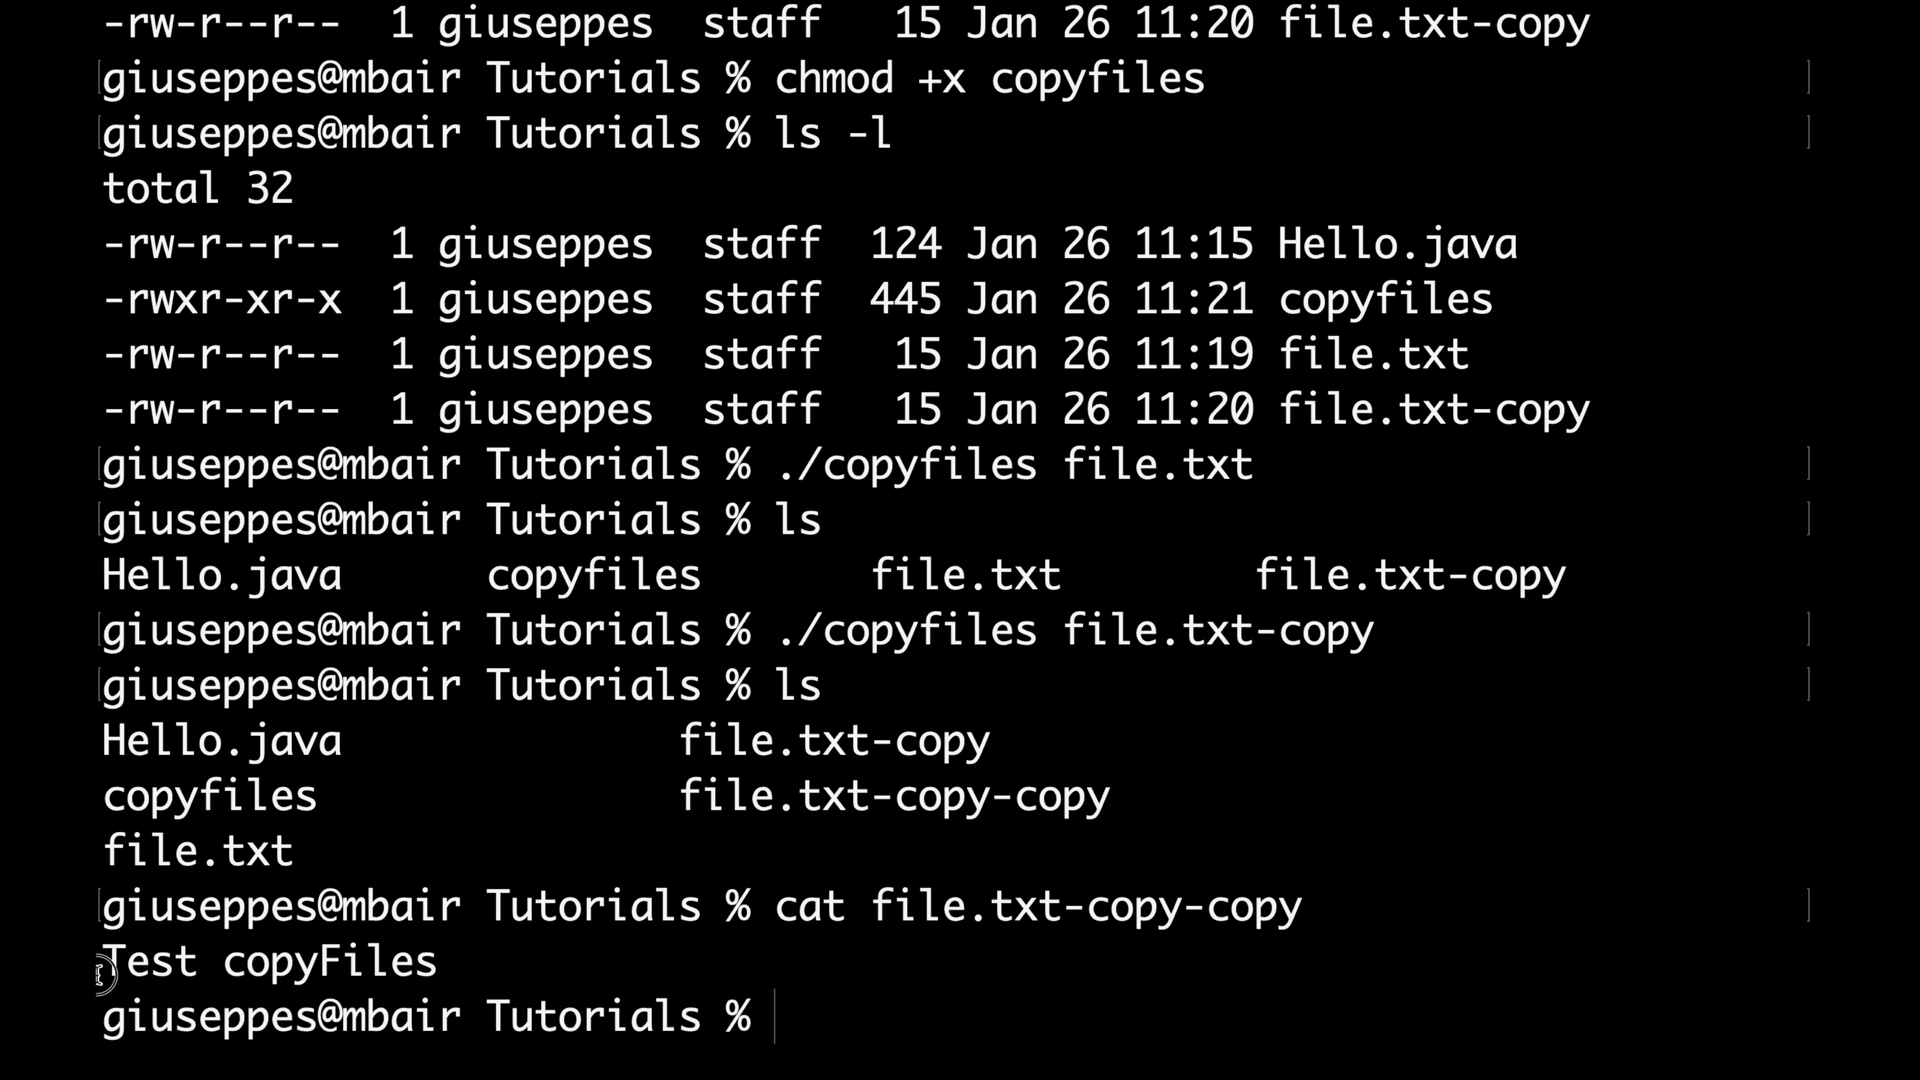 -rw-r--r--  1 giuseppes  staff   15 Jan 26 11:20 file.txt-copy
giuseppes@mbair Tutorials % chmod +x copyfiles
giuseppes@mbair Tutorials % ls -l
total 32
-rw-r--r--  1 giuseppes  staff  124 Jan 26 11:15 Hello.java
-rwxr-xr-x  1 giuseppes  staff  445 Jan 26 11:21 copyfiles
-rw-r--r--  1 giuseppes  staff   15 Jan 26 11:19 file.txt
-rw-r--r--  1 giuseppes  staff   15 Jan 26 11:20 file.txt-copy
giuseppes@mbair Tutorials % ./copyfiles file.txt
giuseppes@mbair Tutorials % ls
Hello.java      copyfiles       file.txt        file.txt-copy
giuseppes@mbair Tutorials % ./copyfiles file.txt-copy
giuseppes@mbair Tutorials % ls
Hello.java              file.txt-copy
copyfiles               file.txt-copy-copy
file.txt
giuseppes@mbair Tutorials % cat file.txt-copy-copy
Test copyFiles
giuseppes@mbair Tutorials %